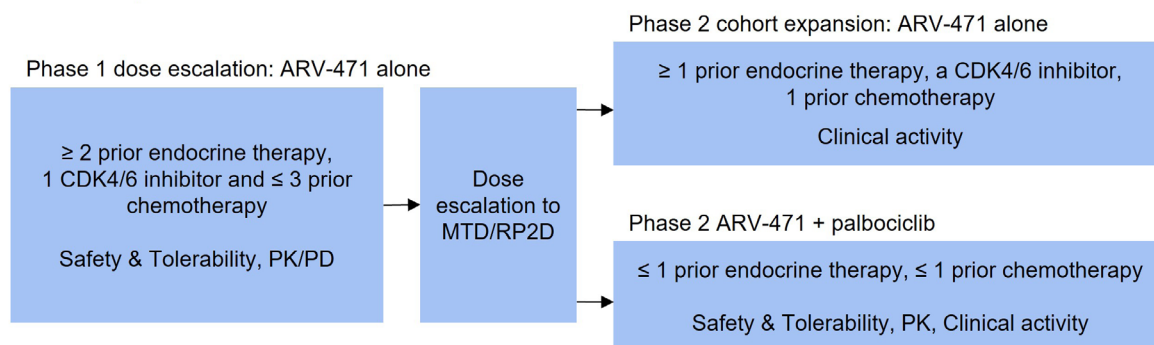 Phase 1 dose escalation: ARV-471 alone
≥ 2 prior endocrine therapy,
1 CDK4/6 inhibitor and ≤ 3 prior
chemotherapy
Safety & Tolerability, PK/PD
Dose
escalation to
MTD/RP2D
Phase 2 cohort expansion: ARV-471 alone
≥ 1 prior endocrine therapy, a CDK4/6 inhibitor,
1 prior chemotherapy
Clinical activity
Phase 2 ARV-471 + palbociclib
≤ 1 prior endocrine therapy, ≤ 1 prior chemotherapy
Safety & Tolerability, PK, Clinical activity